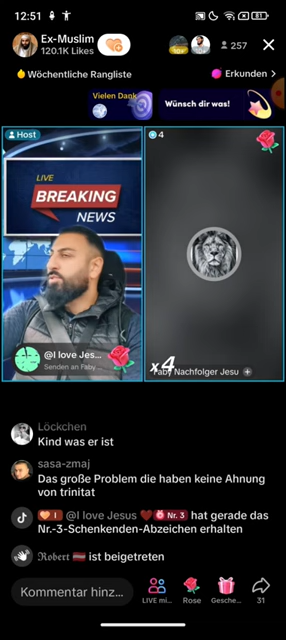 12:51
81
Ex-Muslim
120.1K Likes
257
Wöchentliche Rangliste
Erkunden >
Vielen Dank
Wünsch dir was!
Host
4
LIVE
BREAKING
NEWS
@I love Jes...
Senden an Faby ...
x4
Faby Nachfolger Jesu +
Löckchen
Kind was er ist
sasa-zmaj
Das große Problem die haben keine Ahnung
von trinitat
I @I love Jesus Nr. 3 hat gerade das
Nr.-3-Schenkenden-Abzeichen erhalten
Robert ist beigetreten
Kommentar hinz...
LIVE mi...
Rose
Gesche...
31